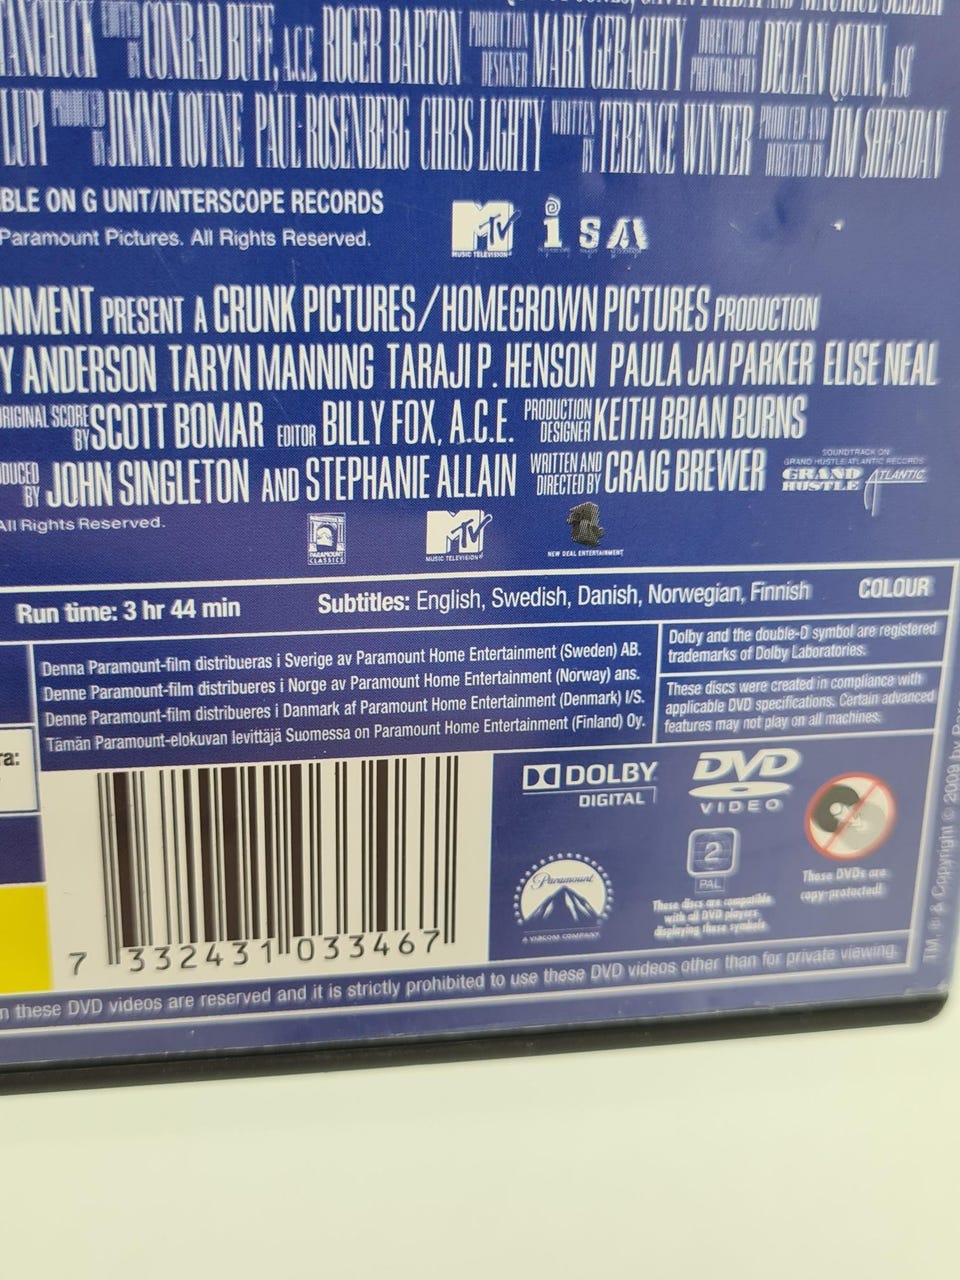 ANCHUCK EDITED BY CONRAD BUFF, A.C.E. ROGER BARTON PRODUCTION DESIGNER MARK GERAGHTY DIRECTOR OF PHOTOGRAPHY DECLAN QUINN, ASC
LUPI PRODUCED BY JIMMY IOVINE PAUL ROSENBERG CHRIS LIGHTY WRITTEN BY TERENCE WINTER PRODUCED AND DIRECTED BY JIM SHERIDAN
BLE ON G UNIT/INTERSCOPE RECORDS
Paramount Pictures. All Rights Reserved.
MTV
MUSIC TELEVISION®
NMENT PRESENT A CRUNK PICTURES/HOMEGROWN PICTURES PRODUCTION
Y ANDERSON TARYN MANNING TARAJI P. HENSON PAULA JAI PARKER ELISE NEAL
ORIGINAL SCORE BY SCOTT BOMAR EDITOR BILLY FOX, A.C.E. PRODUCTION DESIGNER KEITH BRIAN BURNS
DUCED BY JOHN SINGLETON AND STEPHANIE ALLAIN WRITTEN AND DIRECTED BY CRAIG BREWER
SOUNDTRACK ON
GRAND HUSTLE/ATLANTIC RECORDS
GRAND HUSTLE ATLANTIC
All Rights Reserved.
PARAMOUNT CLASSICS
MTV
MUSIC TELEVISION®
NEW DEAL ENTERTAINMENT
Run time: 3 hr 44 min
Subtitles: English, Swedish, Danish, Norwegian, Finnish
COLOUR
Denna Paramount-film distribueras i Sverige av Paramount Home Entertainment (Sweden) AB.
Denne Paramount-film distribueres i Norge av Paramount Home Entertainment (Norway) ans.
Denne Paramount-film distribueres i Danmark af Paramount Home Entertainment (Denmark) I/S.
Tämän Paramount-elokuvan levittäjä Suomessa on Paramount Home Entertainment (Finland) Oy.
Dolby and the double-D symbol are registered
trademarks of Dolby Laboratories.
These discs were created in compliance with
applicable DVD specifications. Certain advanced
features may not play on all machines.
ra:
7 332431 033467
DOLBY
DIGITAL
DVD
VIDEO
2
PAL
These discs are compatible
with all DVD players
displaying these symbols.
These DVDs are
copy-protected!
Paramount
A VIACOM COMPANY
n these DVD videos are reserved and it is strictly prohibited to use these DVD videos other than for private viewing.
TM, ® & Copyright © 2009 by Par